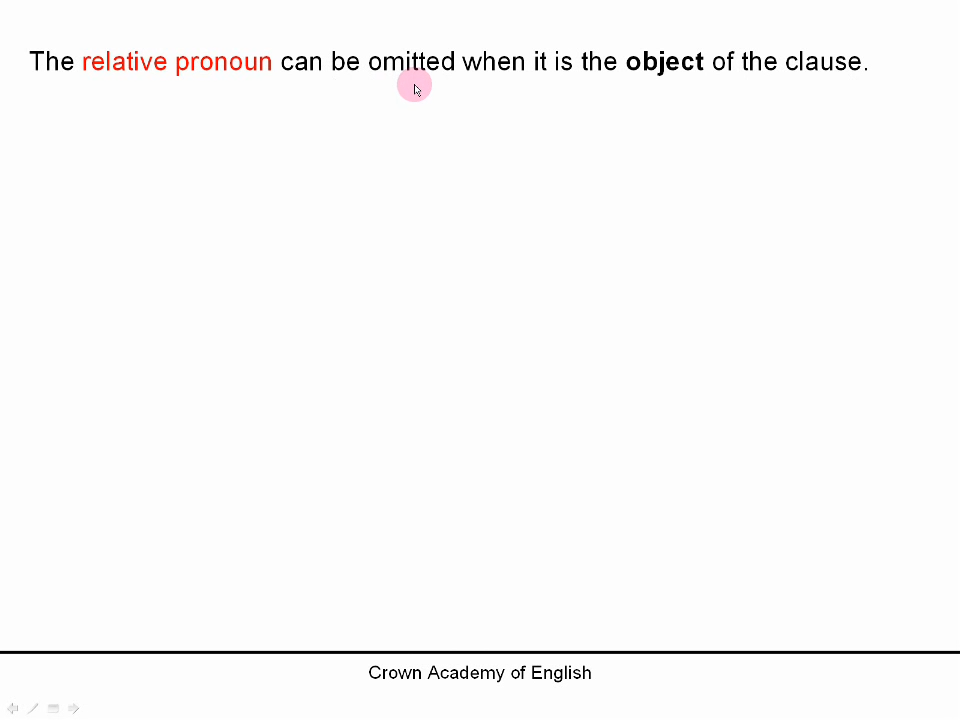 The relative pronoun can be omitted when it is the object of the clause.
Crown Academy of English